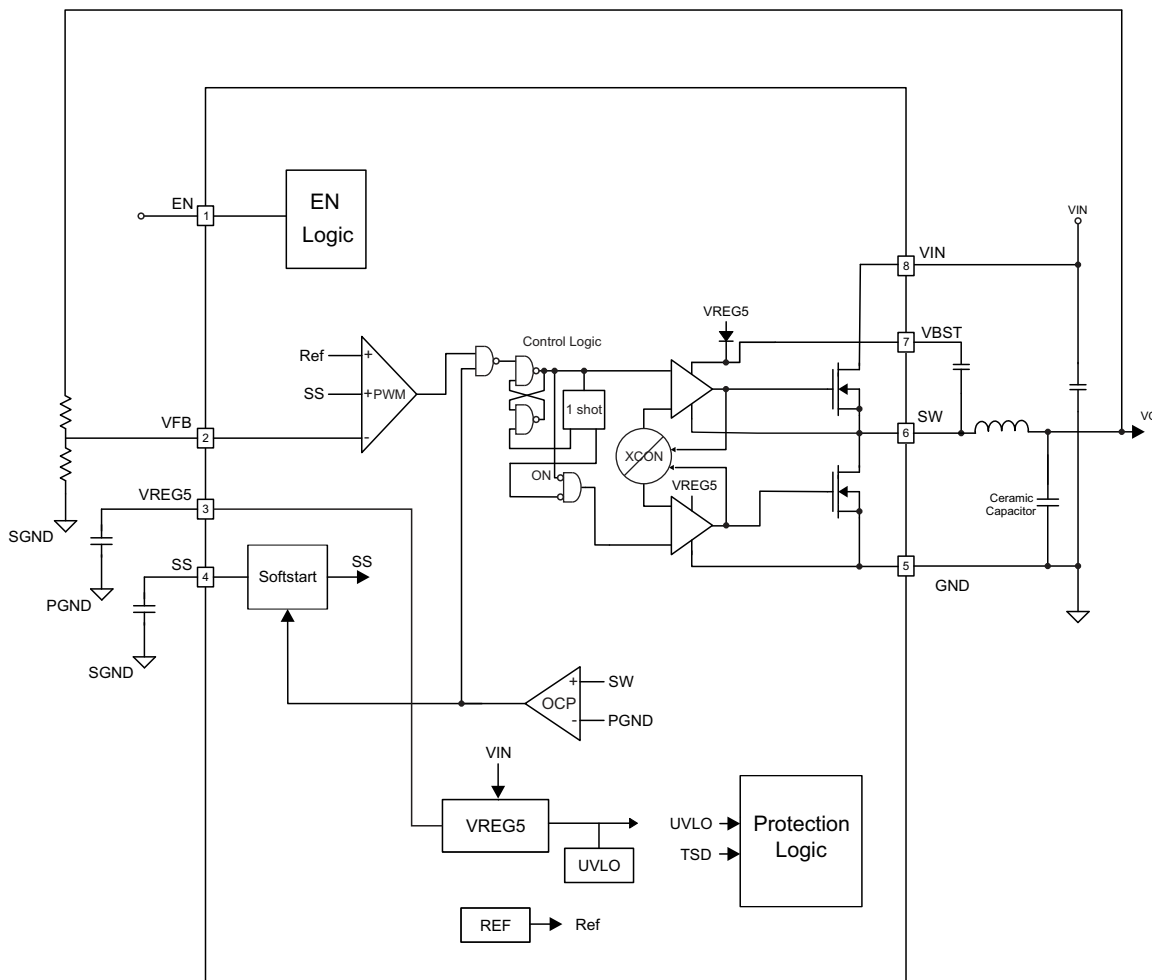 EN
1
EN
Logic
VIN
VIN
8
VREG5
VBST
7
Control Logic
Ref
+
SS
+
PWM
-
1 shot
VFB
2
SW
6
XCON
ON
VREG5
Ceramic
Capacitor
VREG5
3
SGND
SS
4
Softstart
SS
5
GND
PGND
SGND
+
SW
OCP
-
PGND
VIN
VREG5
UVLO
UVLO
TSD
Protection
Logic
REF
Ref